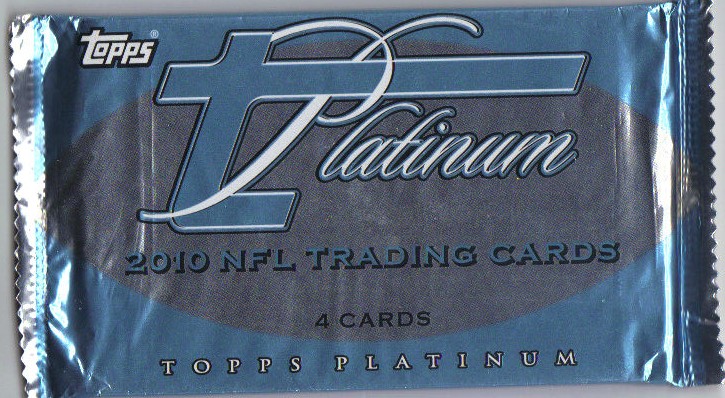 topps®
Platinum
2010 NFL TRADING CARDS
4 CARDS
TOPPS PLATINUM